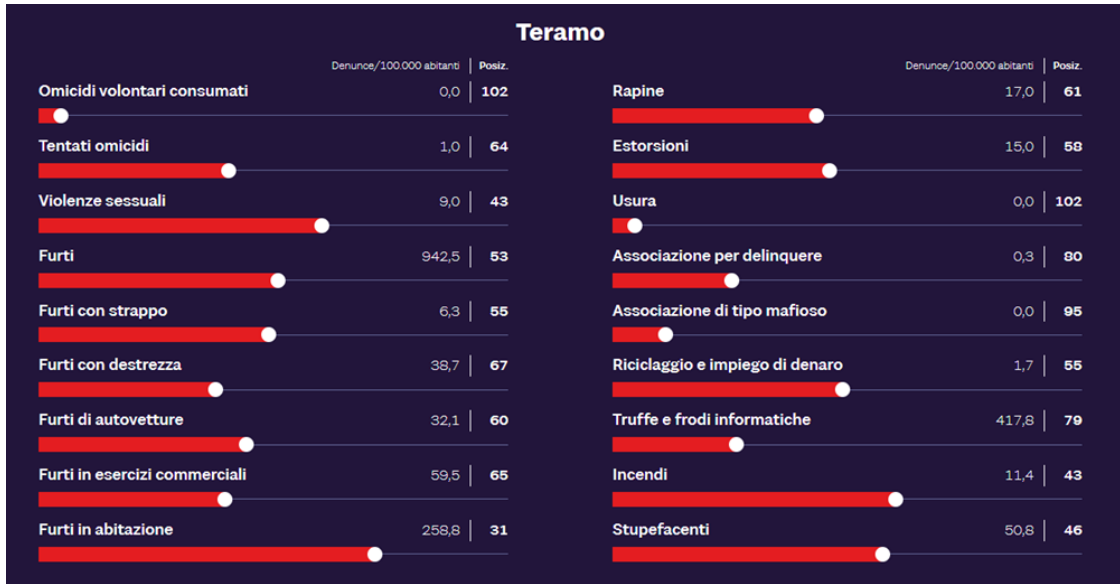 Teramo
Denunce/100.000 abitanti | Posiz.
Omicidi volontari consumati 0,0 | 102
Tentati omicidi 1,0 | 64
Violenze sessuali 9,0 | 43
Furti 942,5 | 53
Furti con strappo 6,3 | 55
Furti con destrezza 38,7 | 67
Furti di autovetture 32,1 | 60
Furti in esercizi commerciali 59,5 | 65
Furti in abitazione 258,8 | 31
Denunce/100.000 abitanti | Posiz.
Rapine 17,0 | 61
Estorsioni 15,0 | 58
Usura 0,0 | 102
Associazione per delinquere 0,3 | 80
Associazione di tipo mafioso 0,0 | 95
Riciclaggio e impiego di denaro 1,7 | 55
Truffe e frodi informatiche 417,8 | 79
Incendi 11,4 | 43
Stupefacenti 50,8 | 46